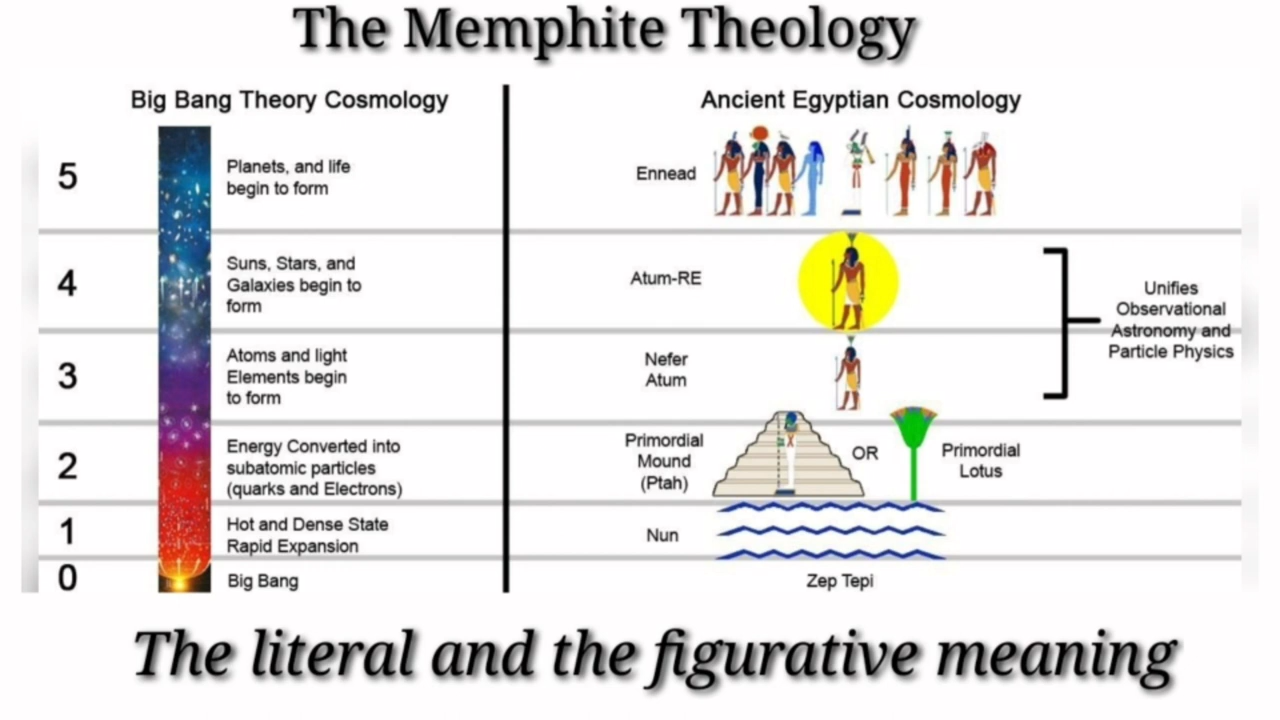 The Memphite Theology
Big Bang Theory Cosmology
Ancient Egyptian Cosmology
5
Planets, and life
begin to form
Ennead
4
Suns, Stars, and
Galaxies begin to
form
Atum-RE
Unifies
Observational
Astronomy and
Particle Physics
3
Atoms and light
Elements begin
to form
Nefer
Atum
2
Energy Converted into
subatomic particles
(quarks and Electrons)
Primordial
Mound
(Ptah)
OR
Primordial
Lotus
1
Hot and Dense State
Rapid Expansion
Nun
0
Big Bang
Zep Tepi
The literal and the figurative meaning